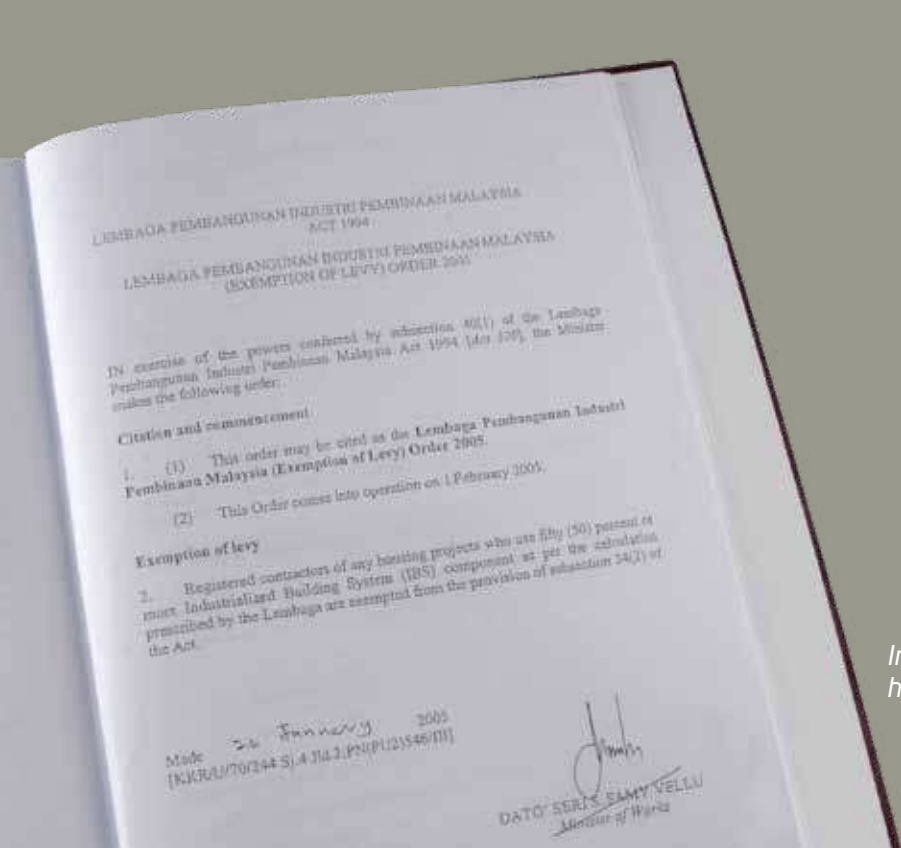 LEMBAGA PEMBANGUNAN INDUSTRI PEMBINAAN MALAYSIA
ACT 1994
LEMBAGA PEMBANGUNAN INDUSTRI PEMBINAAN MALAYSIA
(EXEMPTION OF LEVY) ORDER 2005
IN exercise of the powers conferred by subsection 40(1) of the Lembaga
Pembangunan Industri Pembinaan Malaysia Act 1994 [Act 520], the Minister
makes the following order:
Citation and commencement
1. (1) This order may be cited as the Lembaga Pembangunan Industri
Pembinaan Malaysia (Exemption of Levy) Order 2005.
(2) This Order comes into operation on 1 February 2005.
Exemption of levy
2. Registered contractors of any housing projects who use fifty (50) percent or
more Industrialized Building System (IBS) component as per the calculation
prescribed by the Lembaga are exempted from the provision of subsection 34(2) of
the Act.
Made January 2005
DATO' SERI S. SAMY VELLU
Minister of Works